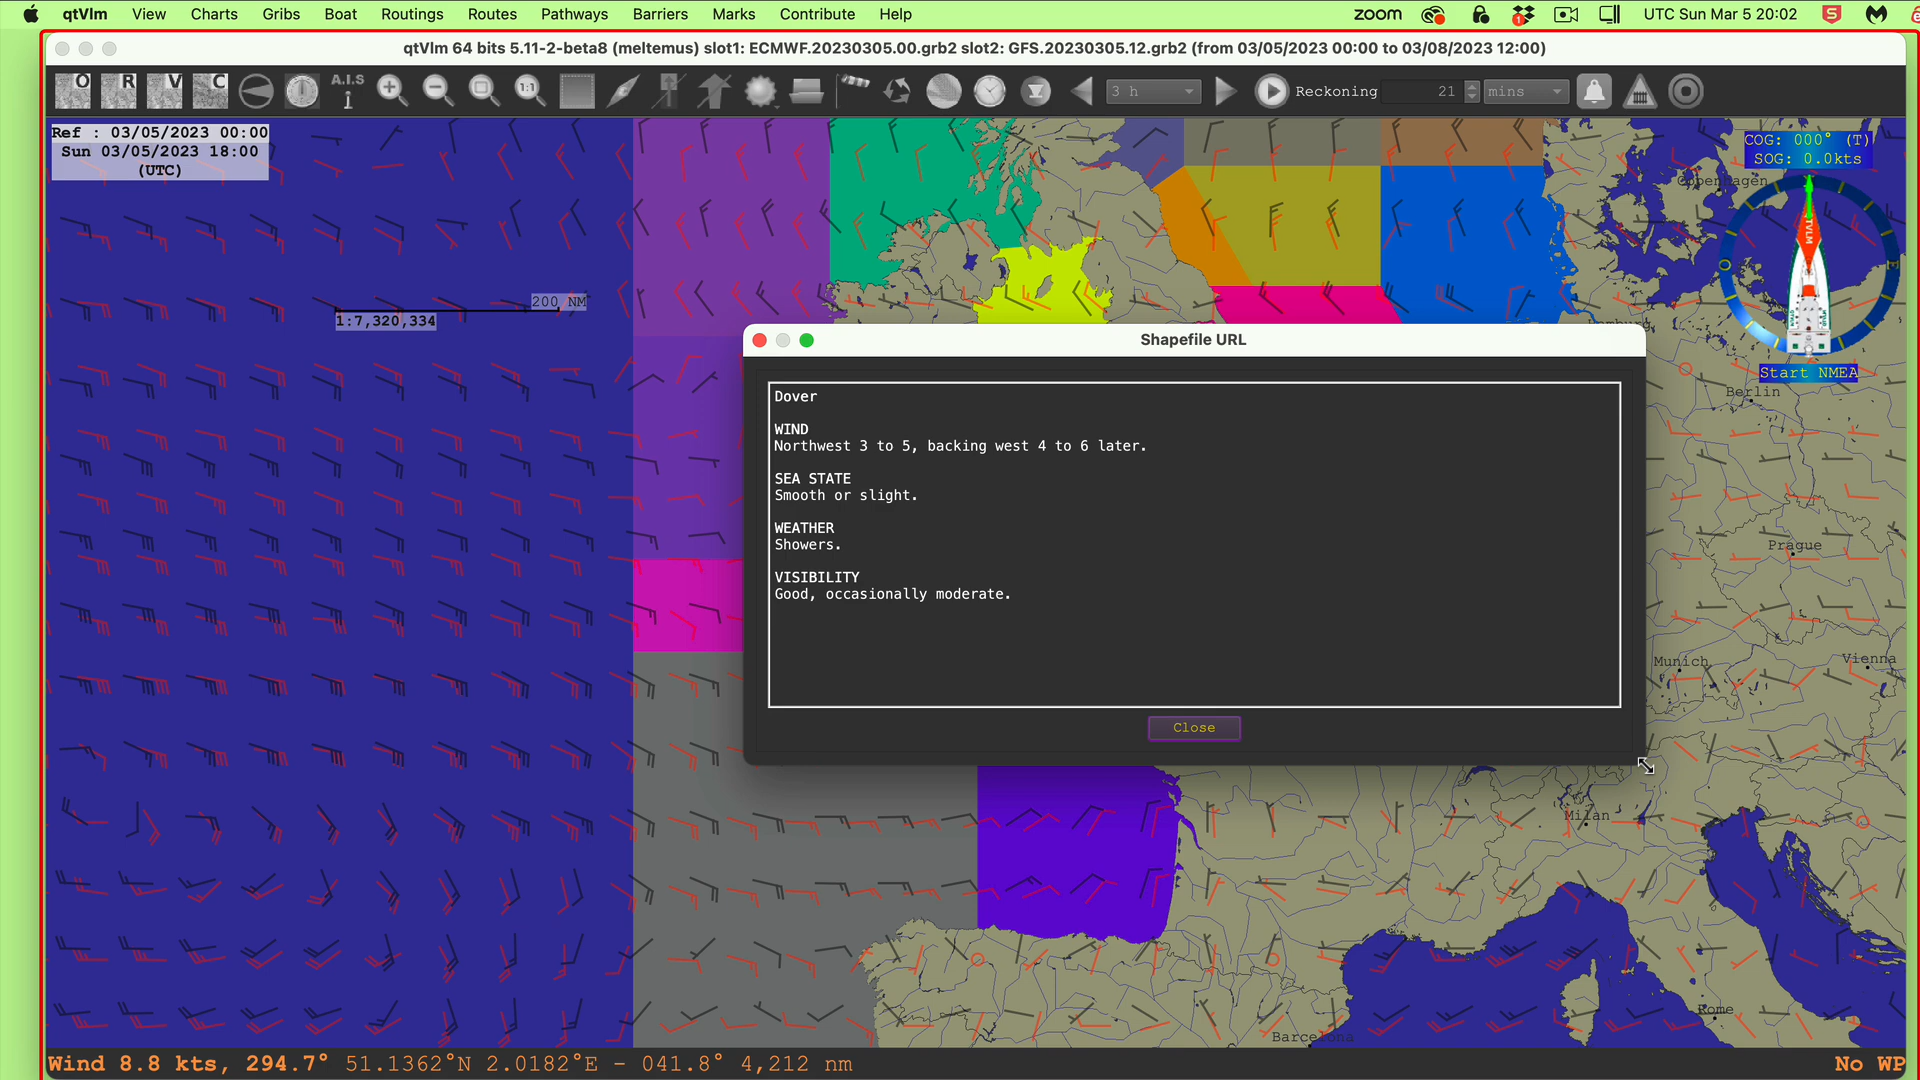 qtVlm View Charts Gribs Boat Routings Routes Pathways Barriers Marks Contribute Help zoom 1 UTC Sun Mar 5 20:02
qtVlm 64 bits 5.11-2-beta8 (meltemus) slot1: ECMWF.20230305.00.grb2 slot2: GFS.20230305.12.grb2 (from 03/05/2023 00:00 to 03/08/2023 12:00)
O R V C A.I.S 1:1 3 h Reckoning 21 mins
Ref : 03/05/2023 00:00
Sun 03/05/2023 18:00
(UTC)
COG: 000° (T)
SOG: 0.0kts
Copenhagen
QTVLM
200 NM
1:7,320,334
Start NMEA
Berlin
Shapefile URL
Dover
WIND
Northwest 3 to 5, backing west 4 to 6 later.
SEA STATE
Smooth or slight.
WEATHER
Showers.
VISIBILITY
Good, occasionally moderate.
Close
Prague
Munich
Vienna
Milan
Rome
Barcelona
Wind 8.8 kts, 294.7° 51.1362°N 2.0182°E - 041.8° 4,212 nm
No WP